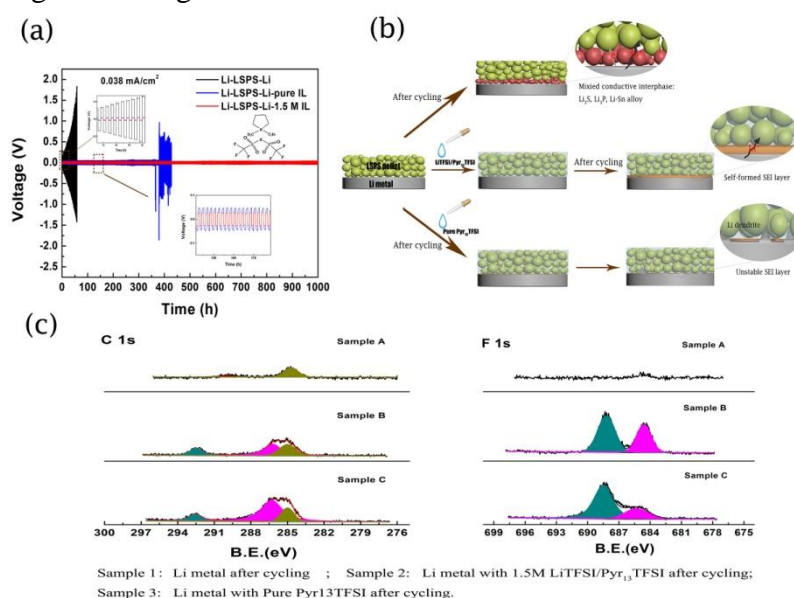 (a)
0.038 mA/cm²
Li-LSPS-Li
Li-LSPS-Li-pure IL
Li-LSPS-Li-1.5 M IL
Voltage (V)
2.0
1.5
1.0
0.5
0.0
-0.5
-1.0
-1.5
-2.0
-2.5
0 100 200 300 400 500 600 700 800 900 1000
Time (h)
Time (h)
Time (h)
(b)
After cycling
Mixied conductive interphase:
Li₂S, Li₃P, Li-Sn alloy
LSPS pellet
Li metal
LiTFSI/Pyr₁₃TFSI
After cycling
Self-formed SEI layer
After cycling
Pure Pyr₁₃TFSI
Li dendrite
Unstable SEI layer
(c)
C 1s
Sample A
Sample B
Sample C
300 297 294 291 288 285 282 279 276
B.E.(eV)
F 1s
Sample A
Sample B
Sample C
699 696 693 690 687 684 681 678 675
B.E.(eV)
Sample 1: Li metal after cycling ; Sample 2: Li metal with 1.5M LiTFSI/Pyr₁₃TFSI after cycling;
Sample 3: Li metal with Pure Pyr13TFSI after cycling.